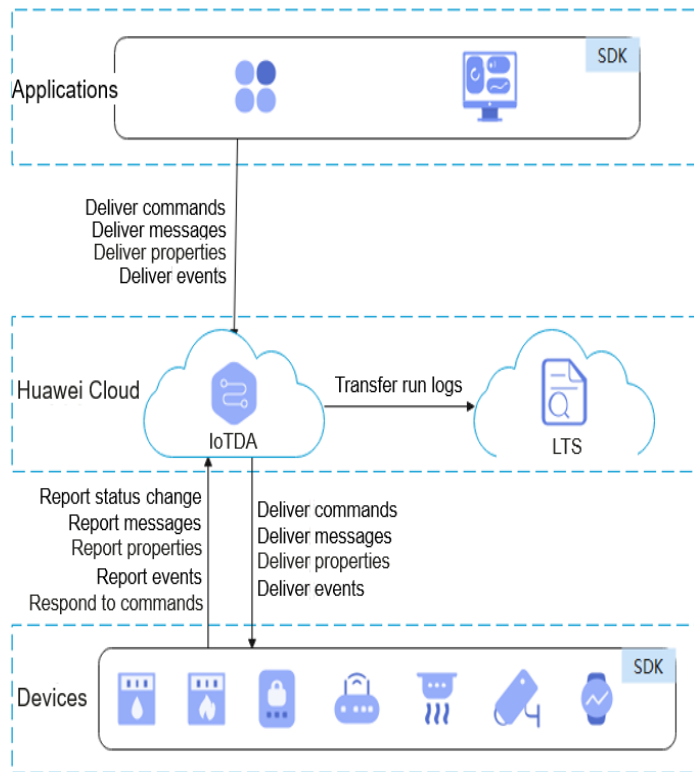 SDK
Applications
Deliver commands
Deliver messages
Deliver properties
Deliver events
Huawei Cloud
IoTDA
Transfer run logs
LTS
Report status change
Report messages
Report properties
Report events
Respond to commands
Deliver commands
Deliver messages
Deliver properties
Deliver events
SDK
Devices